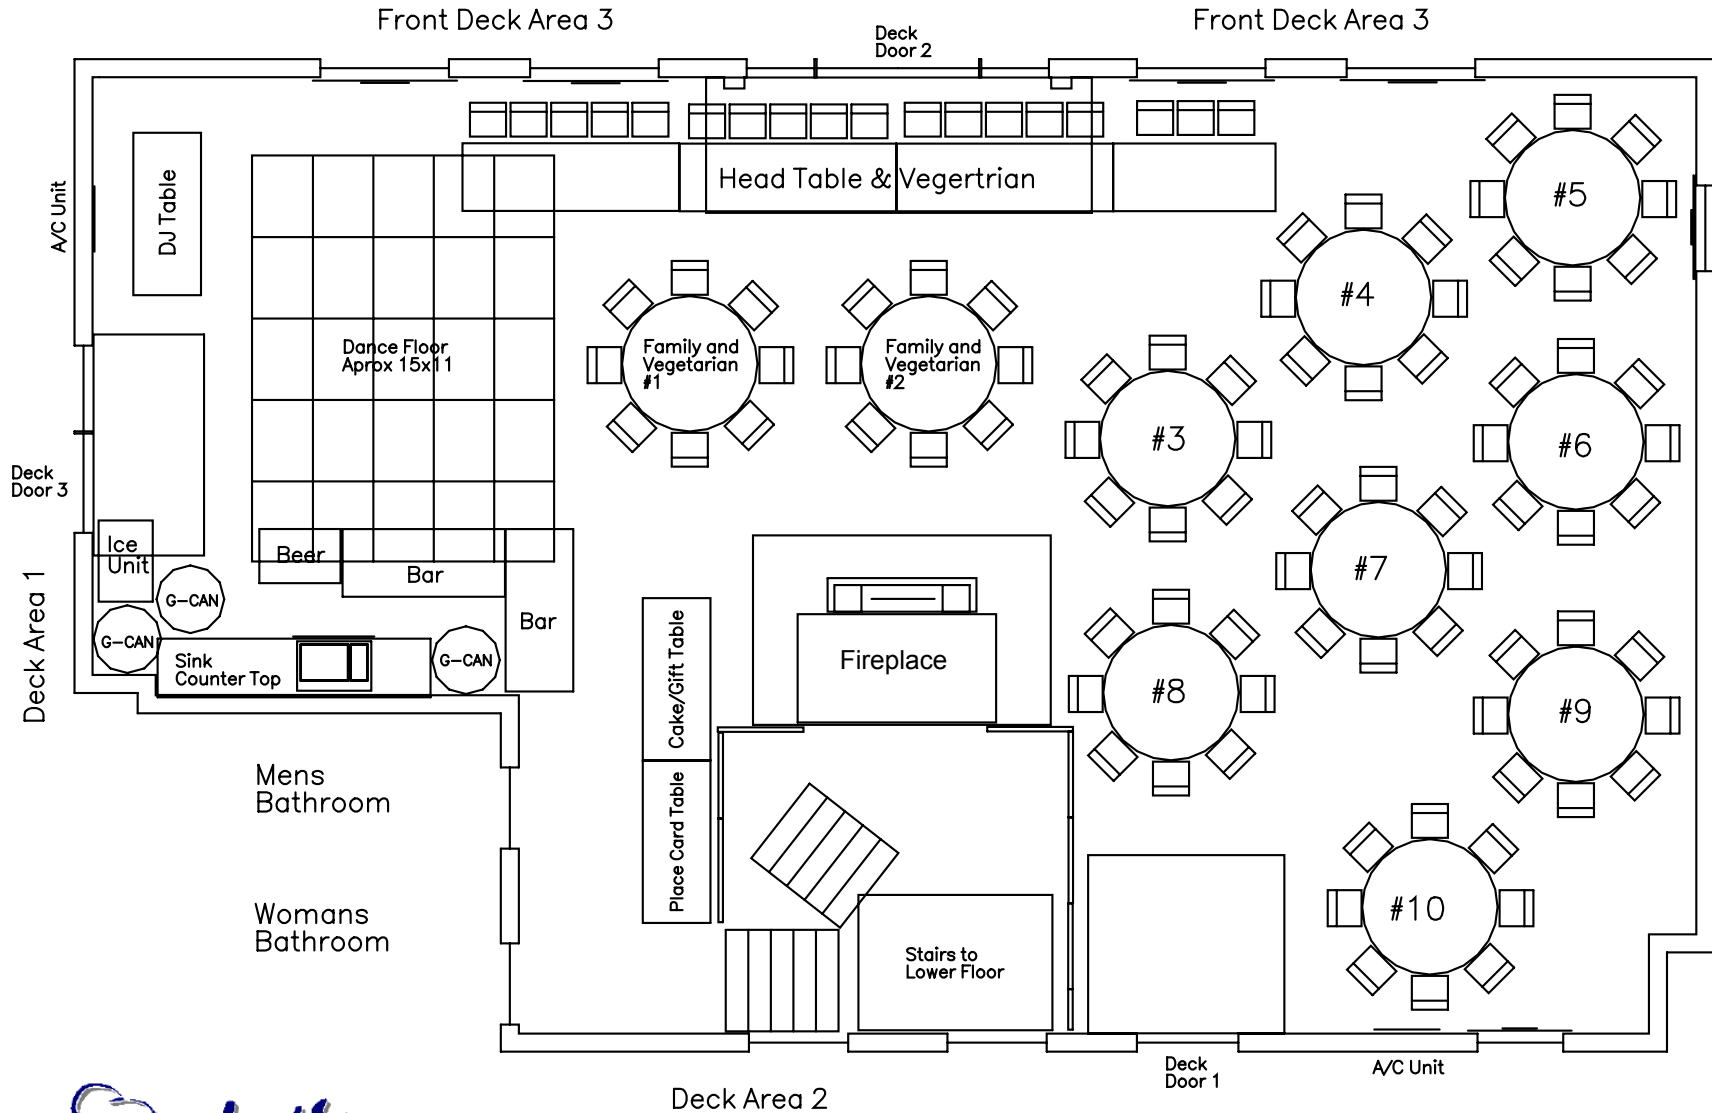 Front Deck Area 3
Front Deck Area 3
Deck
Door 2
A/C Unit
DJ Table
Head Table & Vegertrian
#5
#4
Dance Floor
Aprox 15x11
Family and
Vegetarian
#1
Family and
Vegetarian
#2
#3
#6
Deck
Door 3
Ice
Unit
Beer
Bar
#7
G-CAN
Deck Area 1
G-CAN
Sink
Counter Top
G-CAN
Bar
Cake/Gift Table
Fireplace
#8
#9
Mens
Bathroom
Place Card Table
Womans
Bathroom
#10
Stairs to
Lower Floor
Deck
Door 1
A/C Unit
Deck Area 2